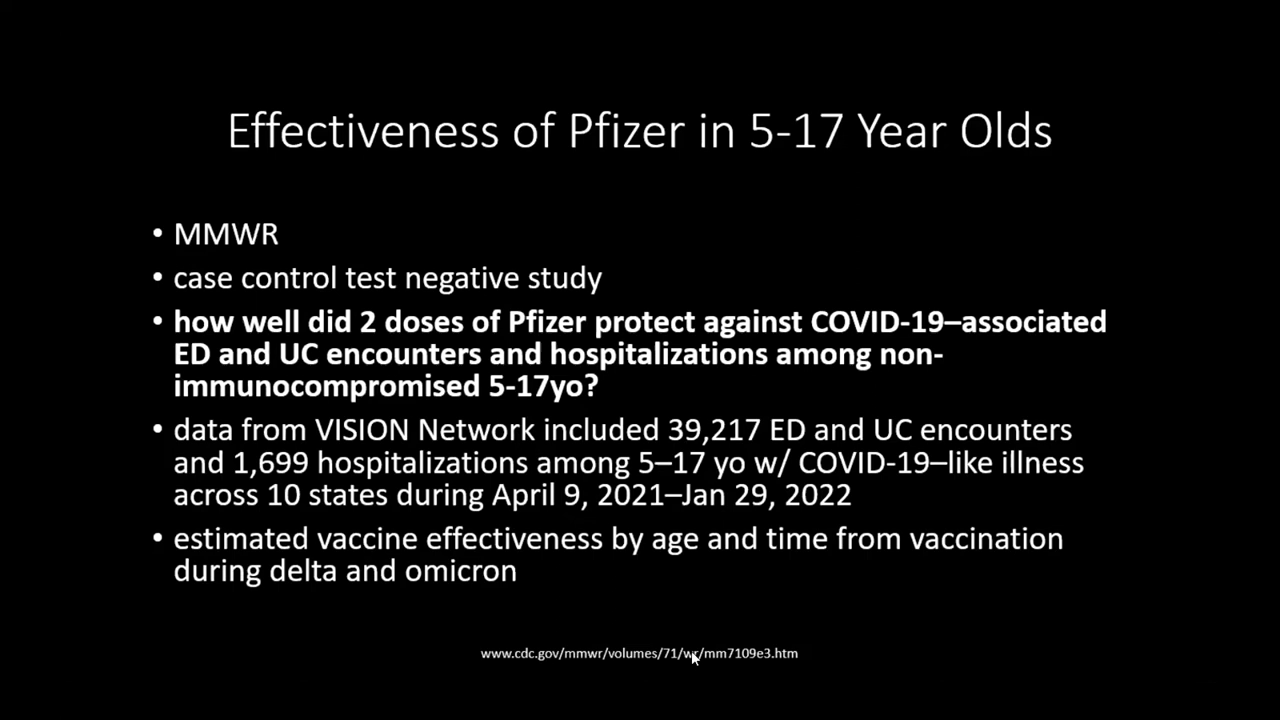 Effectiveness of Pfizer in 5-17 Year Olds
• MMWR
• case control test negative study
• how well did 2 doses of Pfizer protect against COVID-19–associated
ED and UC encounters and hospitalizations among non-
immunocompromised 5-17yo?
• data from VISION Network included 39,217 ED and UC encounters
and 1,699 hospitalizations among 5–17 yo w/ COVID-19–like illness
across 10 states during April 9, 2021–Jan 29, 2022
• estimated vaccine effectiveness by age and time from vaccination
during delta and omicron
www.cdc.gov/mmwr/volumes/71/wr/mm7109e3.htm